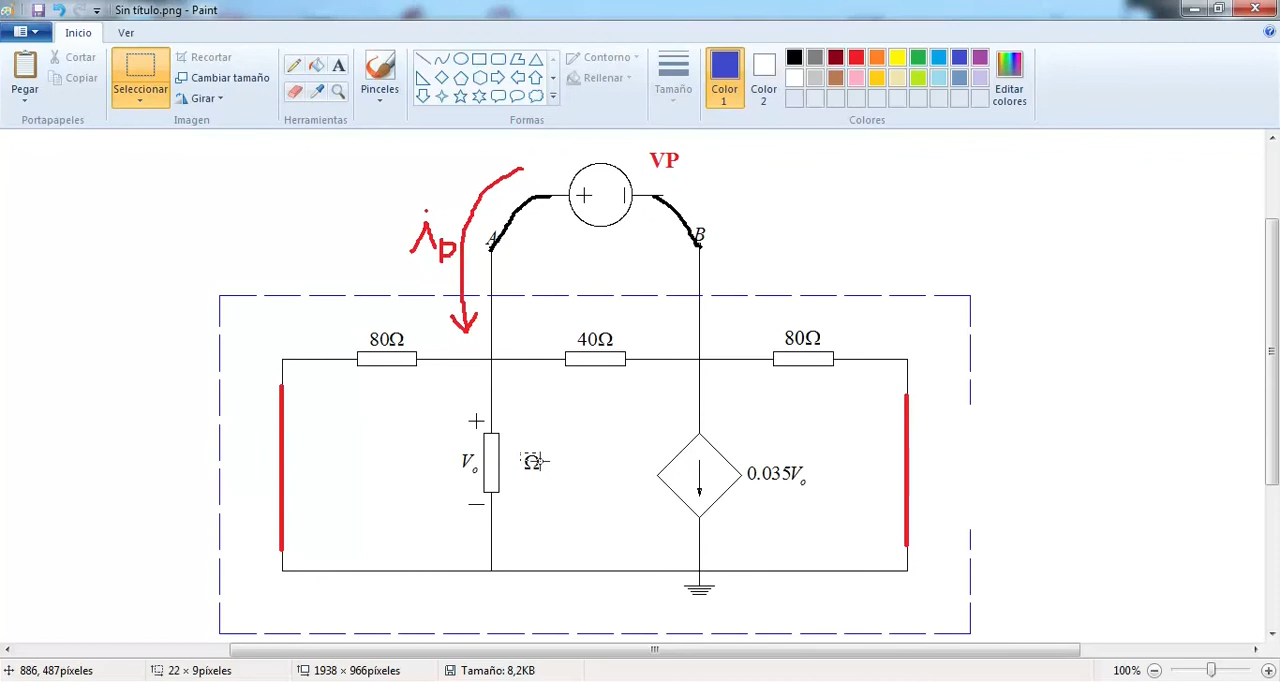 Sin título.png - Paint
Inicio Ver
Pegar
Cortar
Copiar
Portapapeles
Seleccionar
Recortar
Cambiar tamaño
Girar
Imagen
A
Herramientas
Pinceles
Contorno
Rellenar
Formas
Tamaño
Color 1
Color 2
Editar colores
Colores
VP
ip
A
B
80Ω
40Ω
80Ω
+
Vo
Ω
−
0.035Vo
886, 487píxeles
22 × 9píxeles
1938 × 966píxeles
Tamaño: 8,2KB
100%